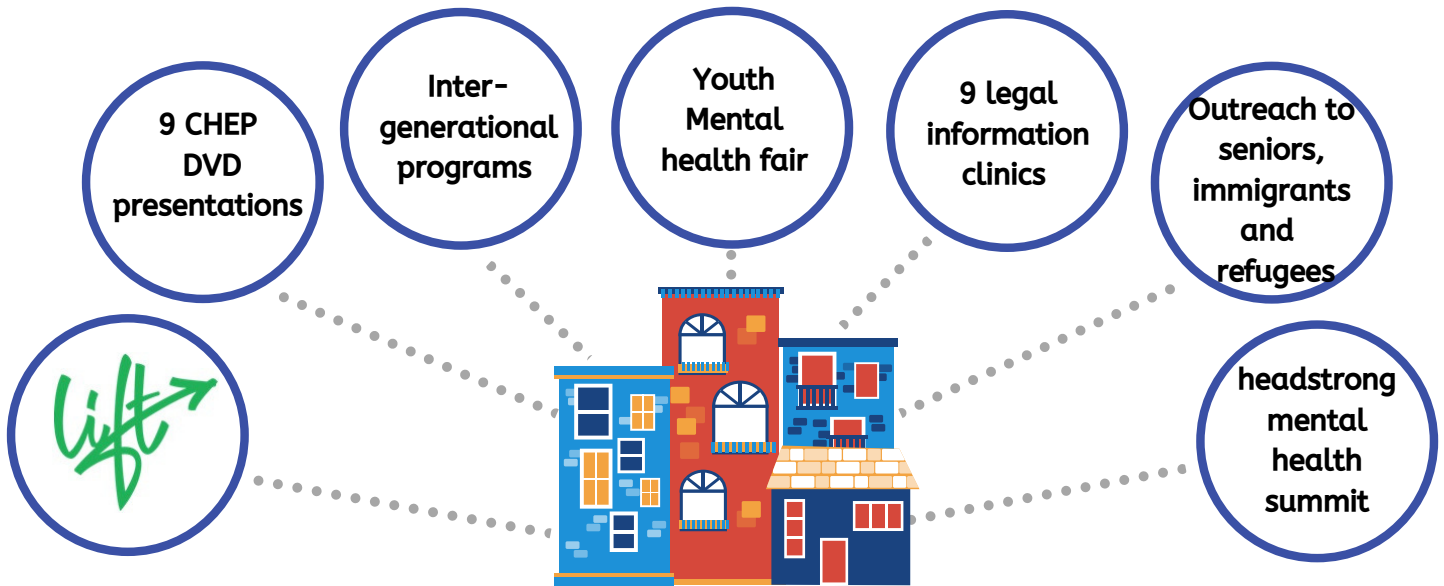 9 CHEP
DVD
presentations
Inter-
generational
programs
Youth
Mental
health fair
9 legal
information
clinics
Outreach to
seniors,
immigrants
and
refugees
lift
headstrong
mental
health
summit